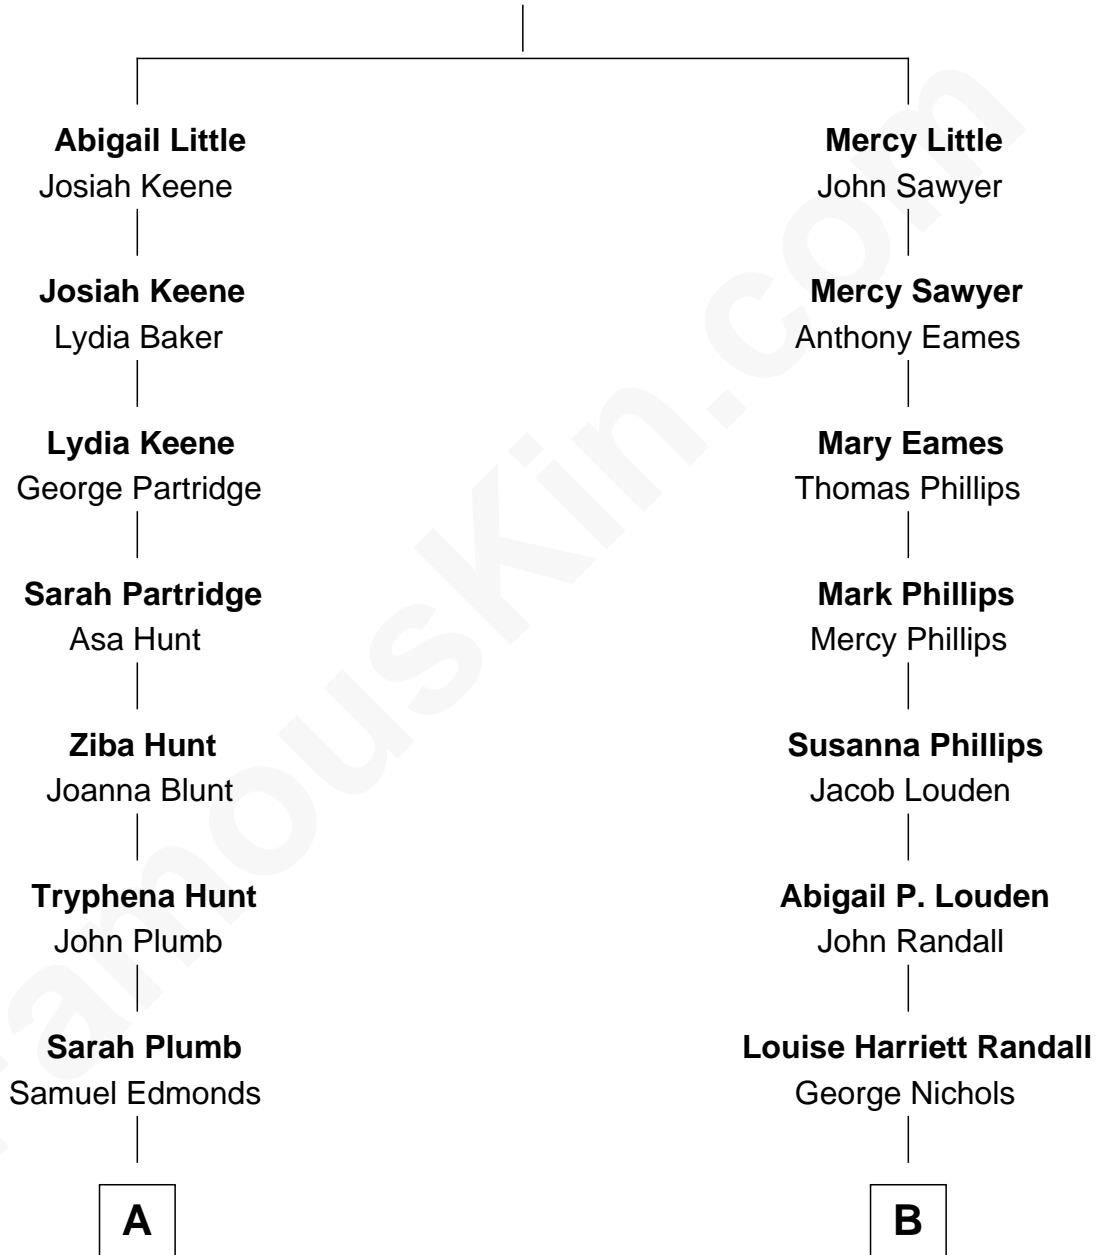 Abigail Little
Josiah Keene
Mercy Little
John Sawyer
Josiah Keene
Lydia Baker
Mercy Sawyer
Anthony Eames
Lydia Keene
George Partridge
Mary Eames
Thomas Phillips
Sarah Partridge
Asa Hunt
Mark Phillips
Mercy Phillips
Ziba Hunt
Joanna Blunt
Susanna Phillips
Jacob Louden
Tryphena Hunt
John Plumb
Abigail P. Louden
John Randall
Sarah Plumb
Samuel Edmonds
Louise Harriett Randall
George Nichols
A
B
FamousKin.com